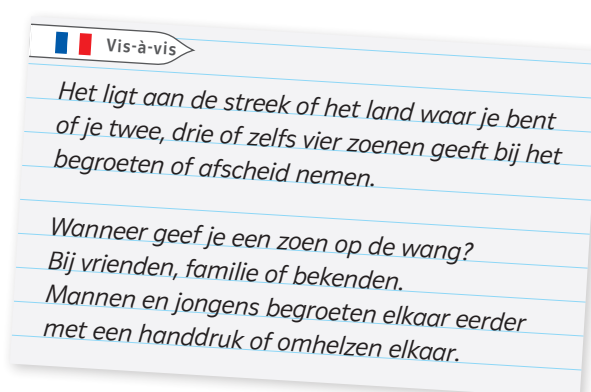 Vis-à-vis
Het ligt aan de streek of het land waar je bent
of je twee, drie of zelfs vier zoenen geeft bij het
begroeten of afscheid nemen.
Wanneer geef je een zoen op de wang?
Bij vrienden, familie of bekenden.
Mannen en jongens begroeten elkaar eerder
met een handdruk of omhelzen elkaar.